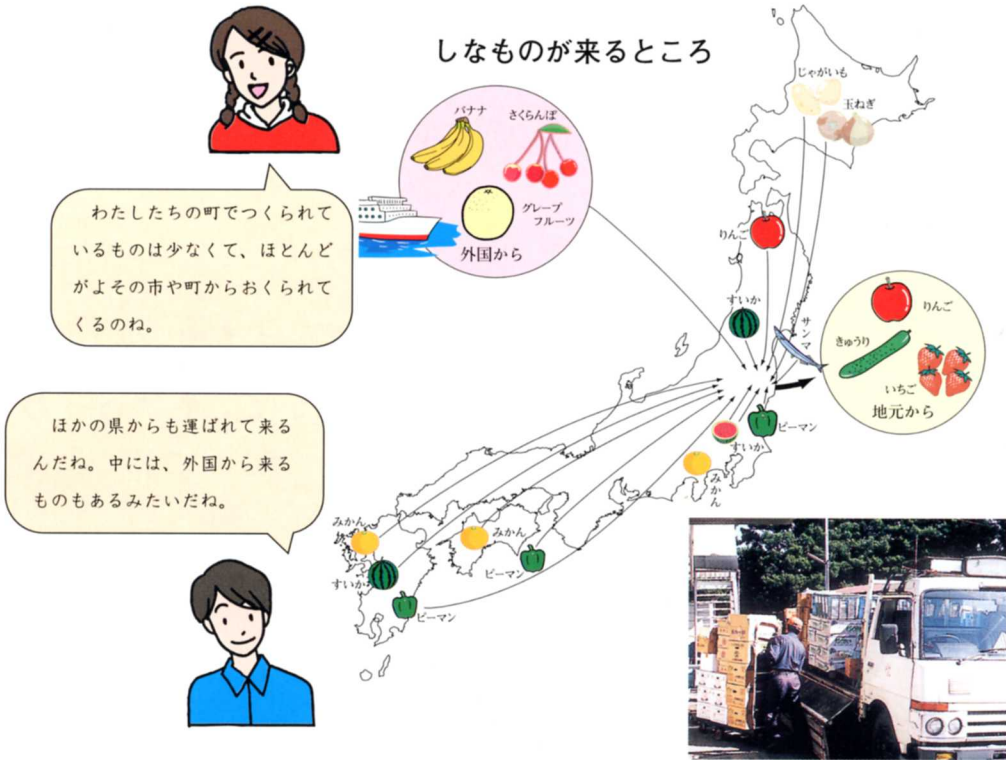 しなものが来るところ
わたしたちの町でつくられて
いるものは少なくて、ほとんど
がよその市や町からおくられて
くるのね。
ほかの県からも運ばれて来る
んだね。中には、外国から来る
ものもあるみたいだね。
バナナ
さくらんぼ
グレープ
フルーツ
外国から
じゃがいも
玉ねぎ
りんご
すいか
サンマ
りんご
きゅうり
いちご
地元から
ピーマン
すいか
みかん
みかん
すいか
ピーマン
みかん
ピーマン